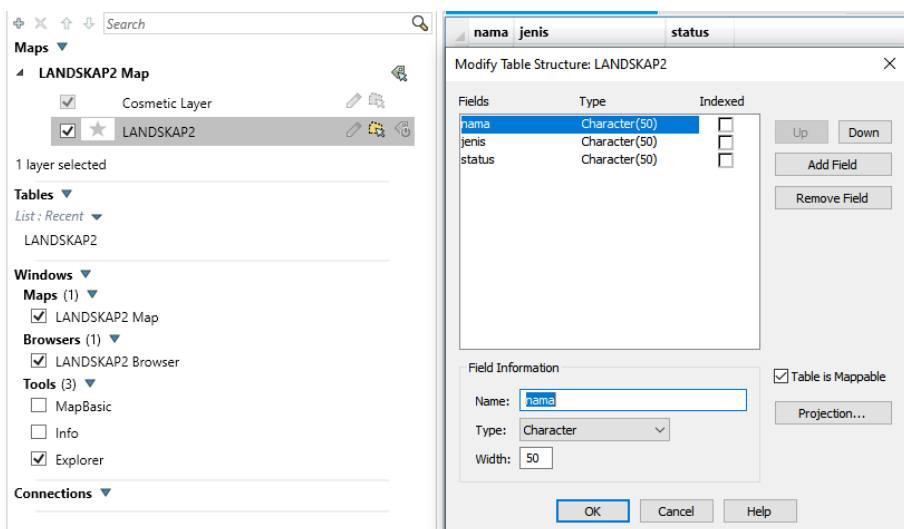 Search
Maps
LANDSKAP2 Map
Cosmetic Layer
LANDSKAP2
1 layer selected
Tables
List : Recent
LANDSKAP2
Windows
Maps (1)
LANDSKAP2 Map
Browsers (1)
LANDSKAP2 Browser
Tools (3)
MapBasic
Info
Explorer
Connections
nama jenis status
Modify Table Structure: LANDSKAP2
Fields Type Indexed
nama Character(50)
jenis Character(50)
status Character(50)
Up Down
Add Field
Remove Field
Field Information
Name: nama
Type: Character
Width: 50
Table is Mappable
Projection...
OK Cancel Help